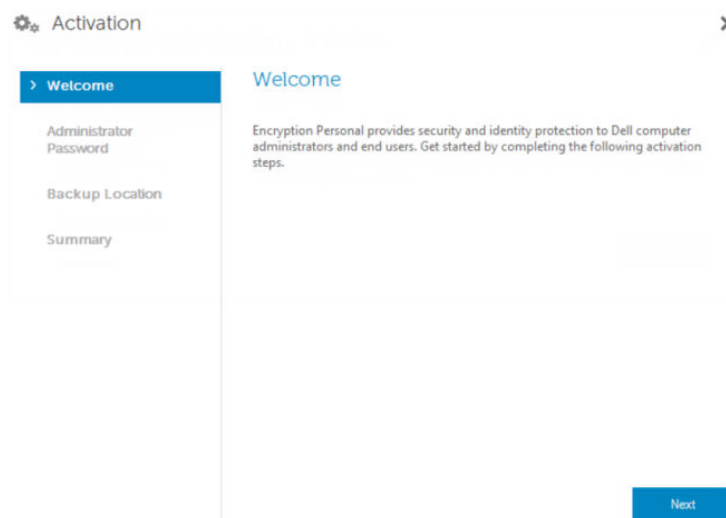 Activation
Welcome
Administrator
Password
Backup Location
Summary
Welcome
Encryption Personal provides security and identity protection to Dell computer
administrators and end users. Get started by completing the following activation
steps.
Next